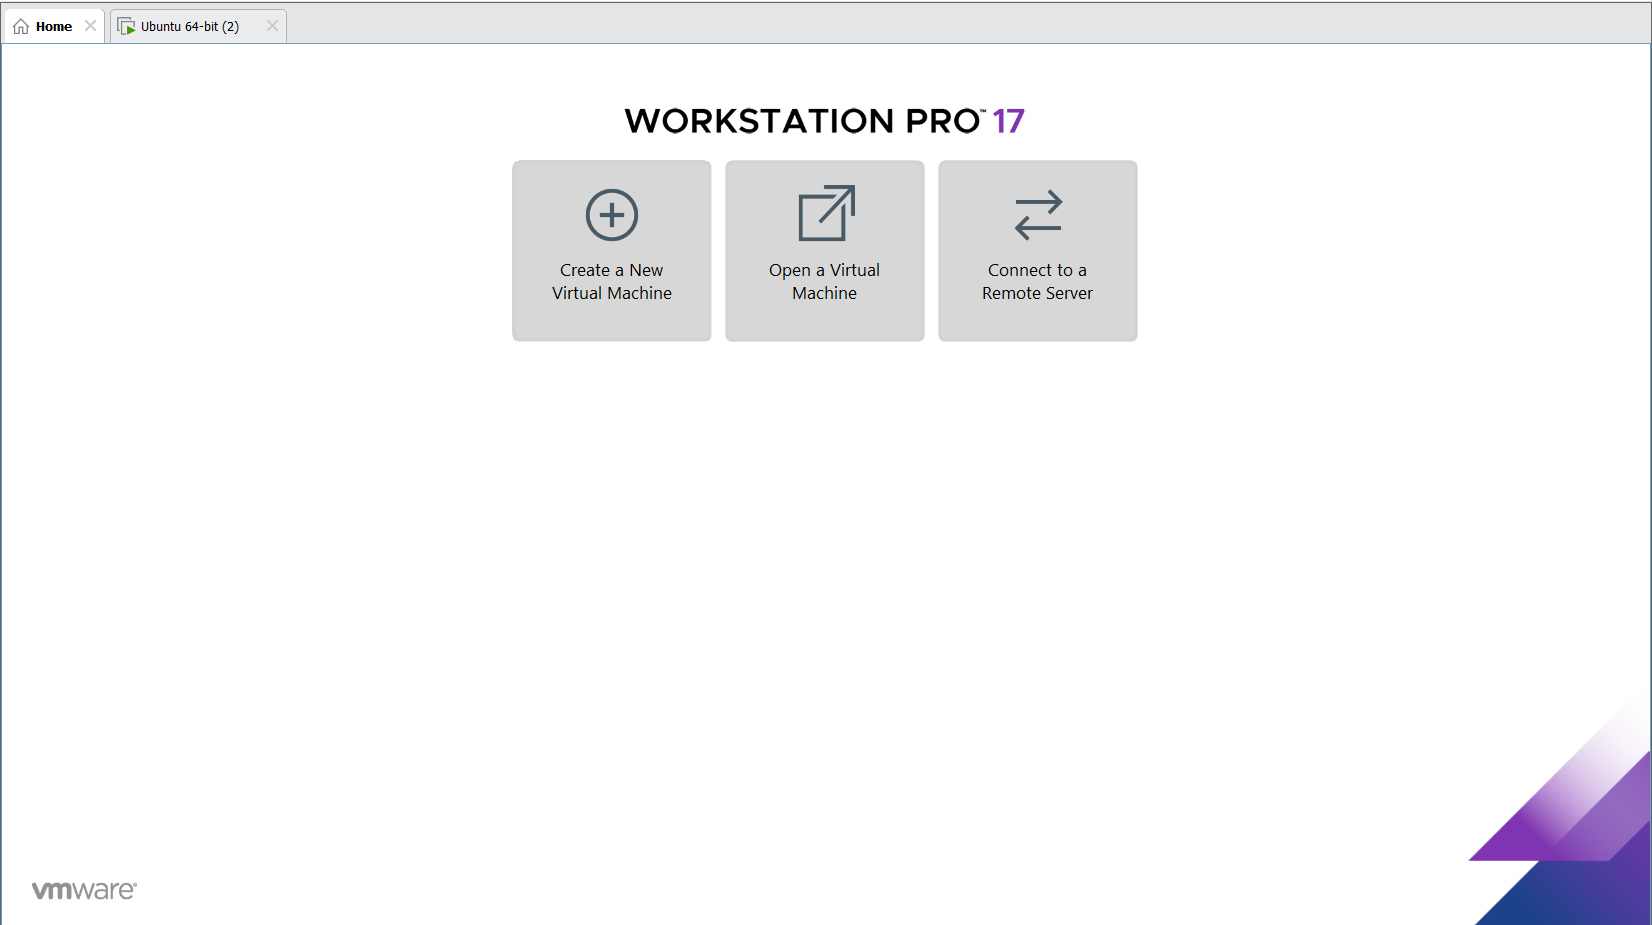 Home
Ubuntu 64-bit (2)
WORKSTATION PRO™ 17
Create a New
Virtual Machine
Open a Virtual
Machine
Connect to a
Remote Server
vmware®